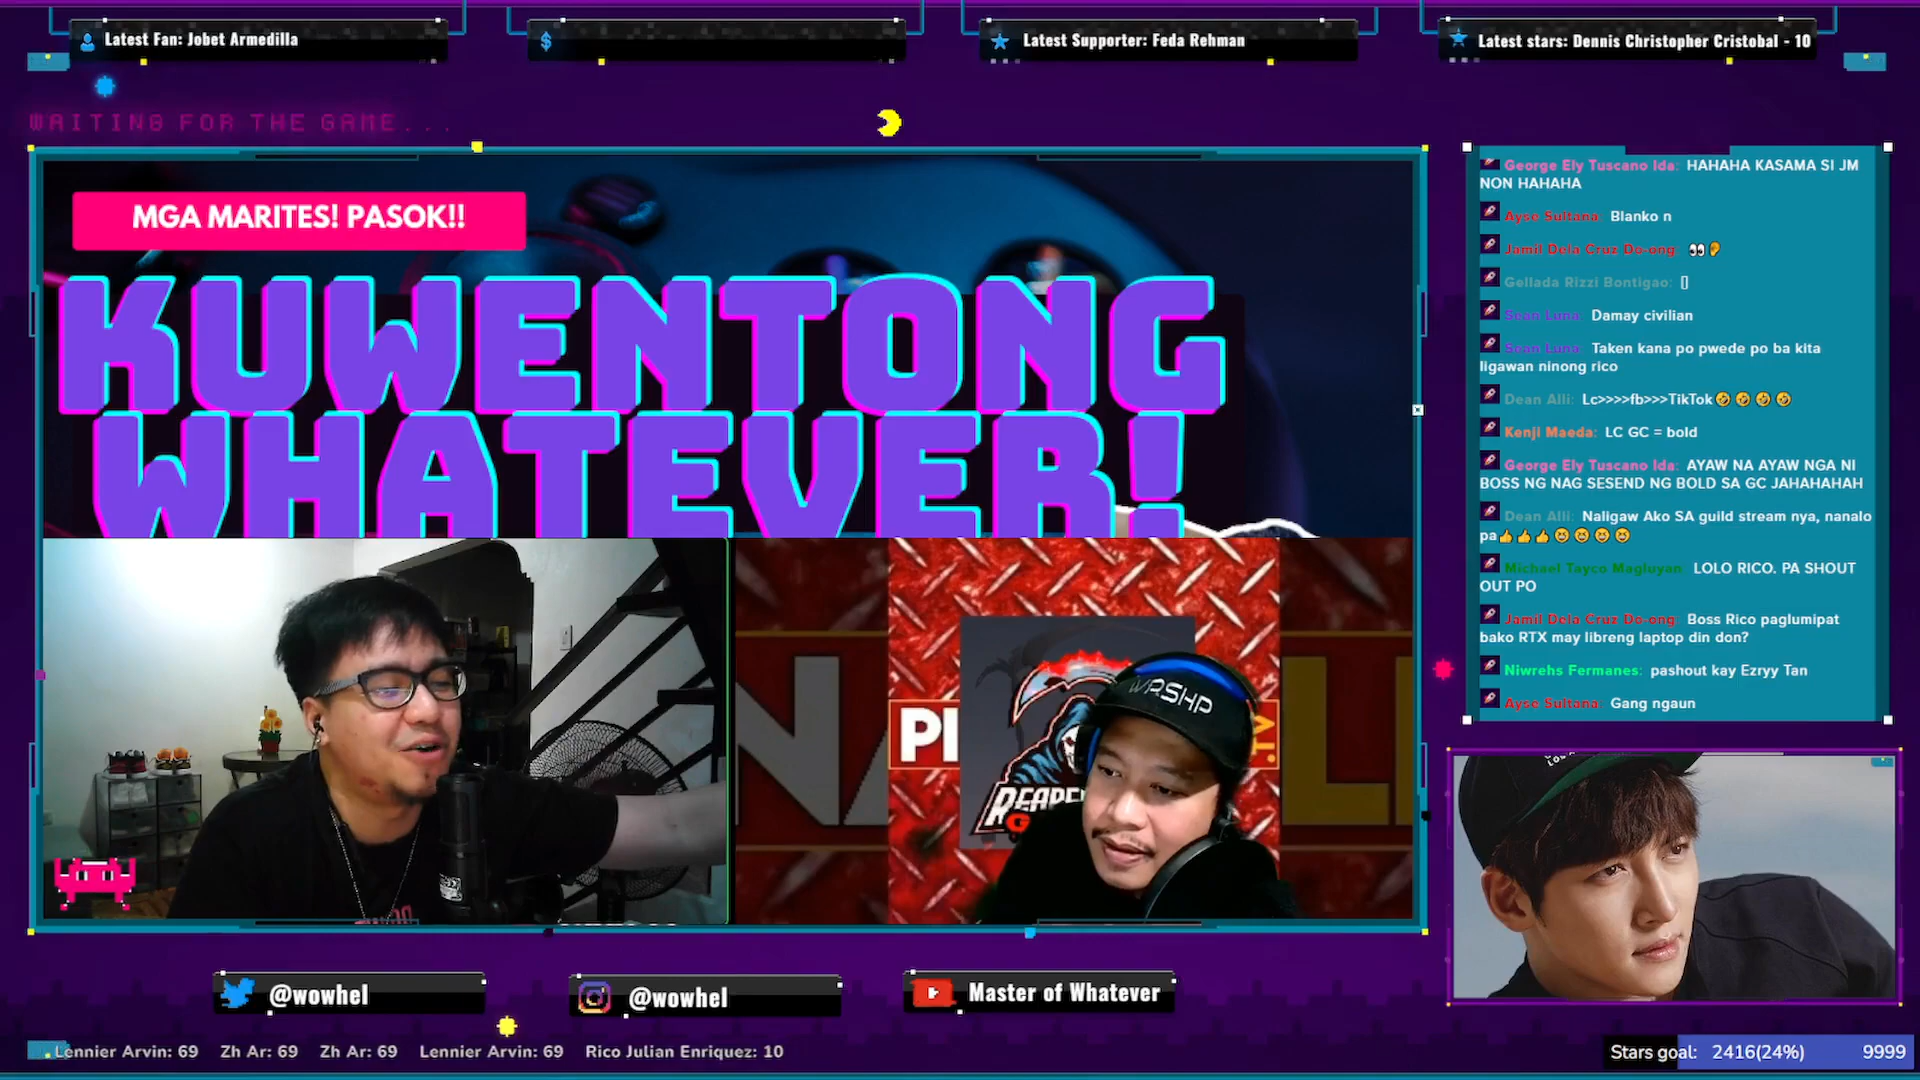 Latest Fan: Jobet Armedilla
$
Latest Supporter: Feda Rehman
Latest stars: Dennis Christopher Cristobal - 10
WAITING FOR THE GAME...
MGA MARITES! PASOK!!
KUWENTONG
WHATEVER!
George Ely Tuscano Ida: HAHAHA KASAMA SI JM
NON HAHAHA
Ayse Sultana: Blanko n
Jamil Dela Cruz Do-ong: 👀👂
Gellada Rizzi Bontigao: []
Sean Luna: Damay civilian
Sean Luna: Taken kana po pwede po ba kita
ligawan ninong rico
Dean Alli: Lc>>>>fb>>>TikTok🤣🤣🤣🤣
Kenji Maeda: LC GC = bold
George Ely Tuscano Ida: AYAW NA AYAW NGA NI
BOSS NG NAG SESEND NG BOLD SA GC JAHAHAHAH
Dean Alli: Naligaw Ako SA guild stream nya, nanalo
pa👍👍👍😆😆😆😆
Michael Tayco Magluyan: LOLO RICO. PA SHOUT
OUT PO
Jamil Dela Cruz Do-ong: Boss Rico paglumipat
bako RTX may libreng laptop din don?
Niwrehs Fermanes: pashout kay Ezryy Tan
Ayse Sultana: Gang ngaun
WRSHP
PI
.TV
REAPER
G
@wowhel
@wowhel
Master of Whatever
Lennier Arvin: 69 Zh Ar: 69 Zh Ar: 69 Lennier Arvin: 69 Rico Julian Enriquez: 10
Stars goal: 2416(24%) 9999